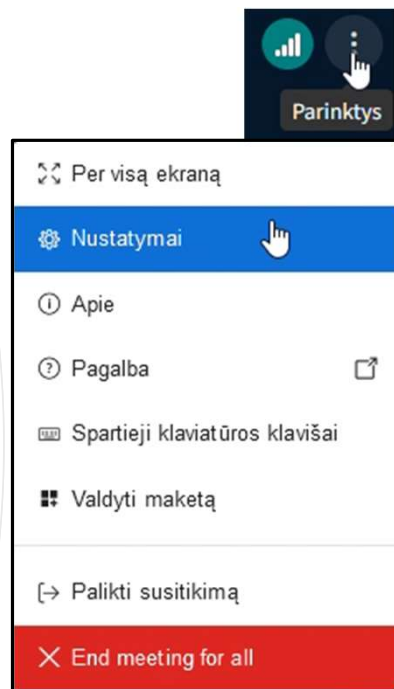 Parinktys
Per visą ekraną
Nustatymai
Apie
Pagalba
Spartieji klaviatūros klavišai
Valdyti maketą
Palikti susitikimą
End meeting for all